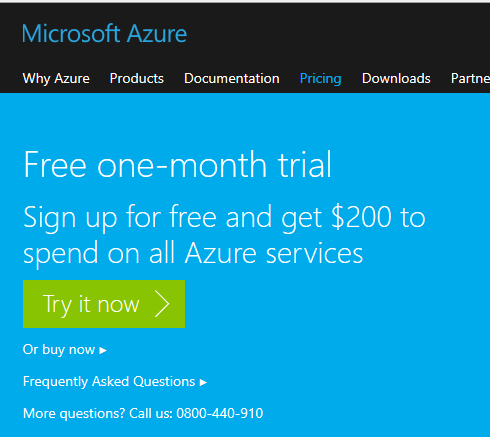 Microsoft Azure
Why Azure Products Documentation Pricing Downloads Partne
Free one-month trial
Sign up for free and get $200 to
spend on all Azure services
Try it now
Or buy now ▸
Frequently Asked Questions ▸
More questions? Call us: 0800-440-910